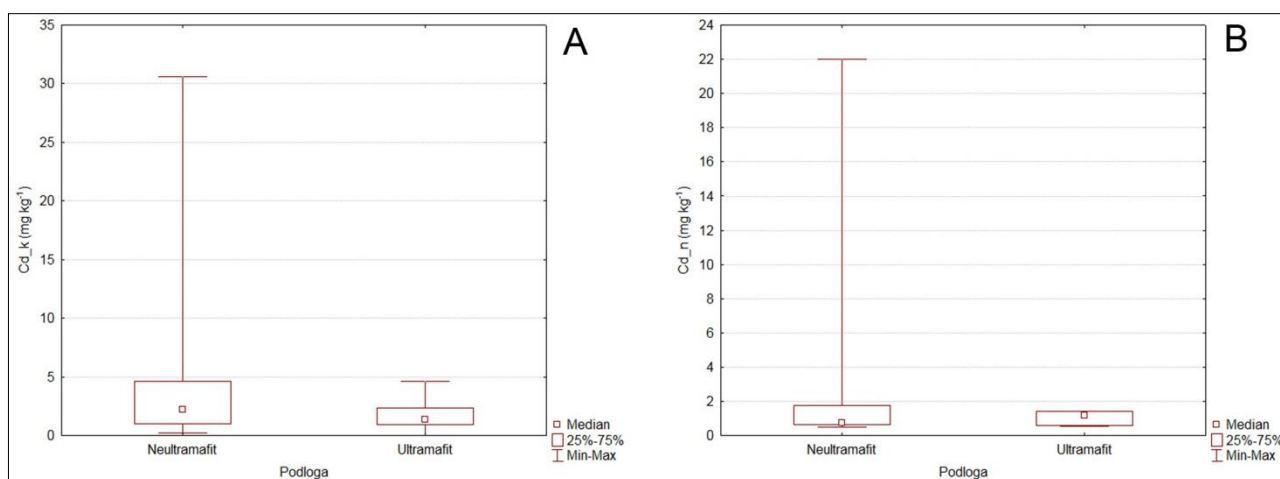 A
35
30
25
20
15
10
5
0
Cd_k (mg kg⁻¹)
Neultramafit Ultramafit
Podloga
Median
25%-75%
Min-Max
B
24
22
20
18
16
14
12
10
8
6
4
2
0
Cd_n (mg kg⁻¹)
Neultramafit Ultramafit
Podloga
Median
25%-75%
Min-Max